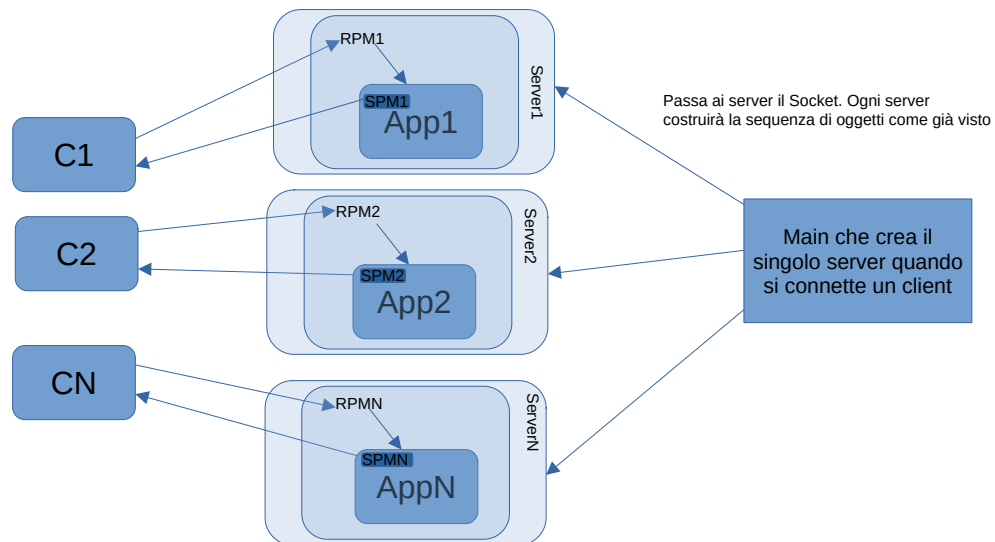 C1
RPM1
SPM1
App1
Server1
C2
RPM2
SPM2
App2
Server2
CN
RPMN
SPMN
AppN
ServerN
Passa ai server il Socket. Ogni server
costruirà la sequenza di oggetti come già visto
Main che crea il
singolo server quando
si connette un client